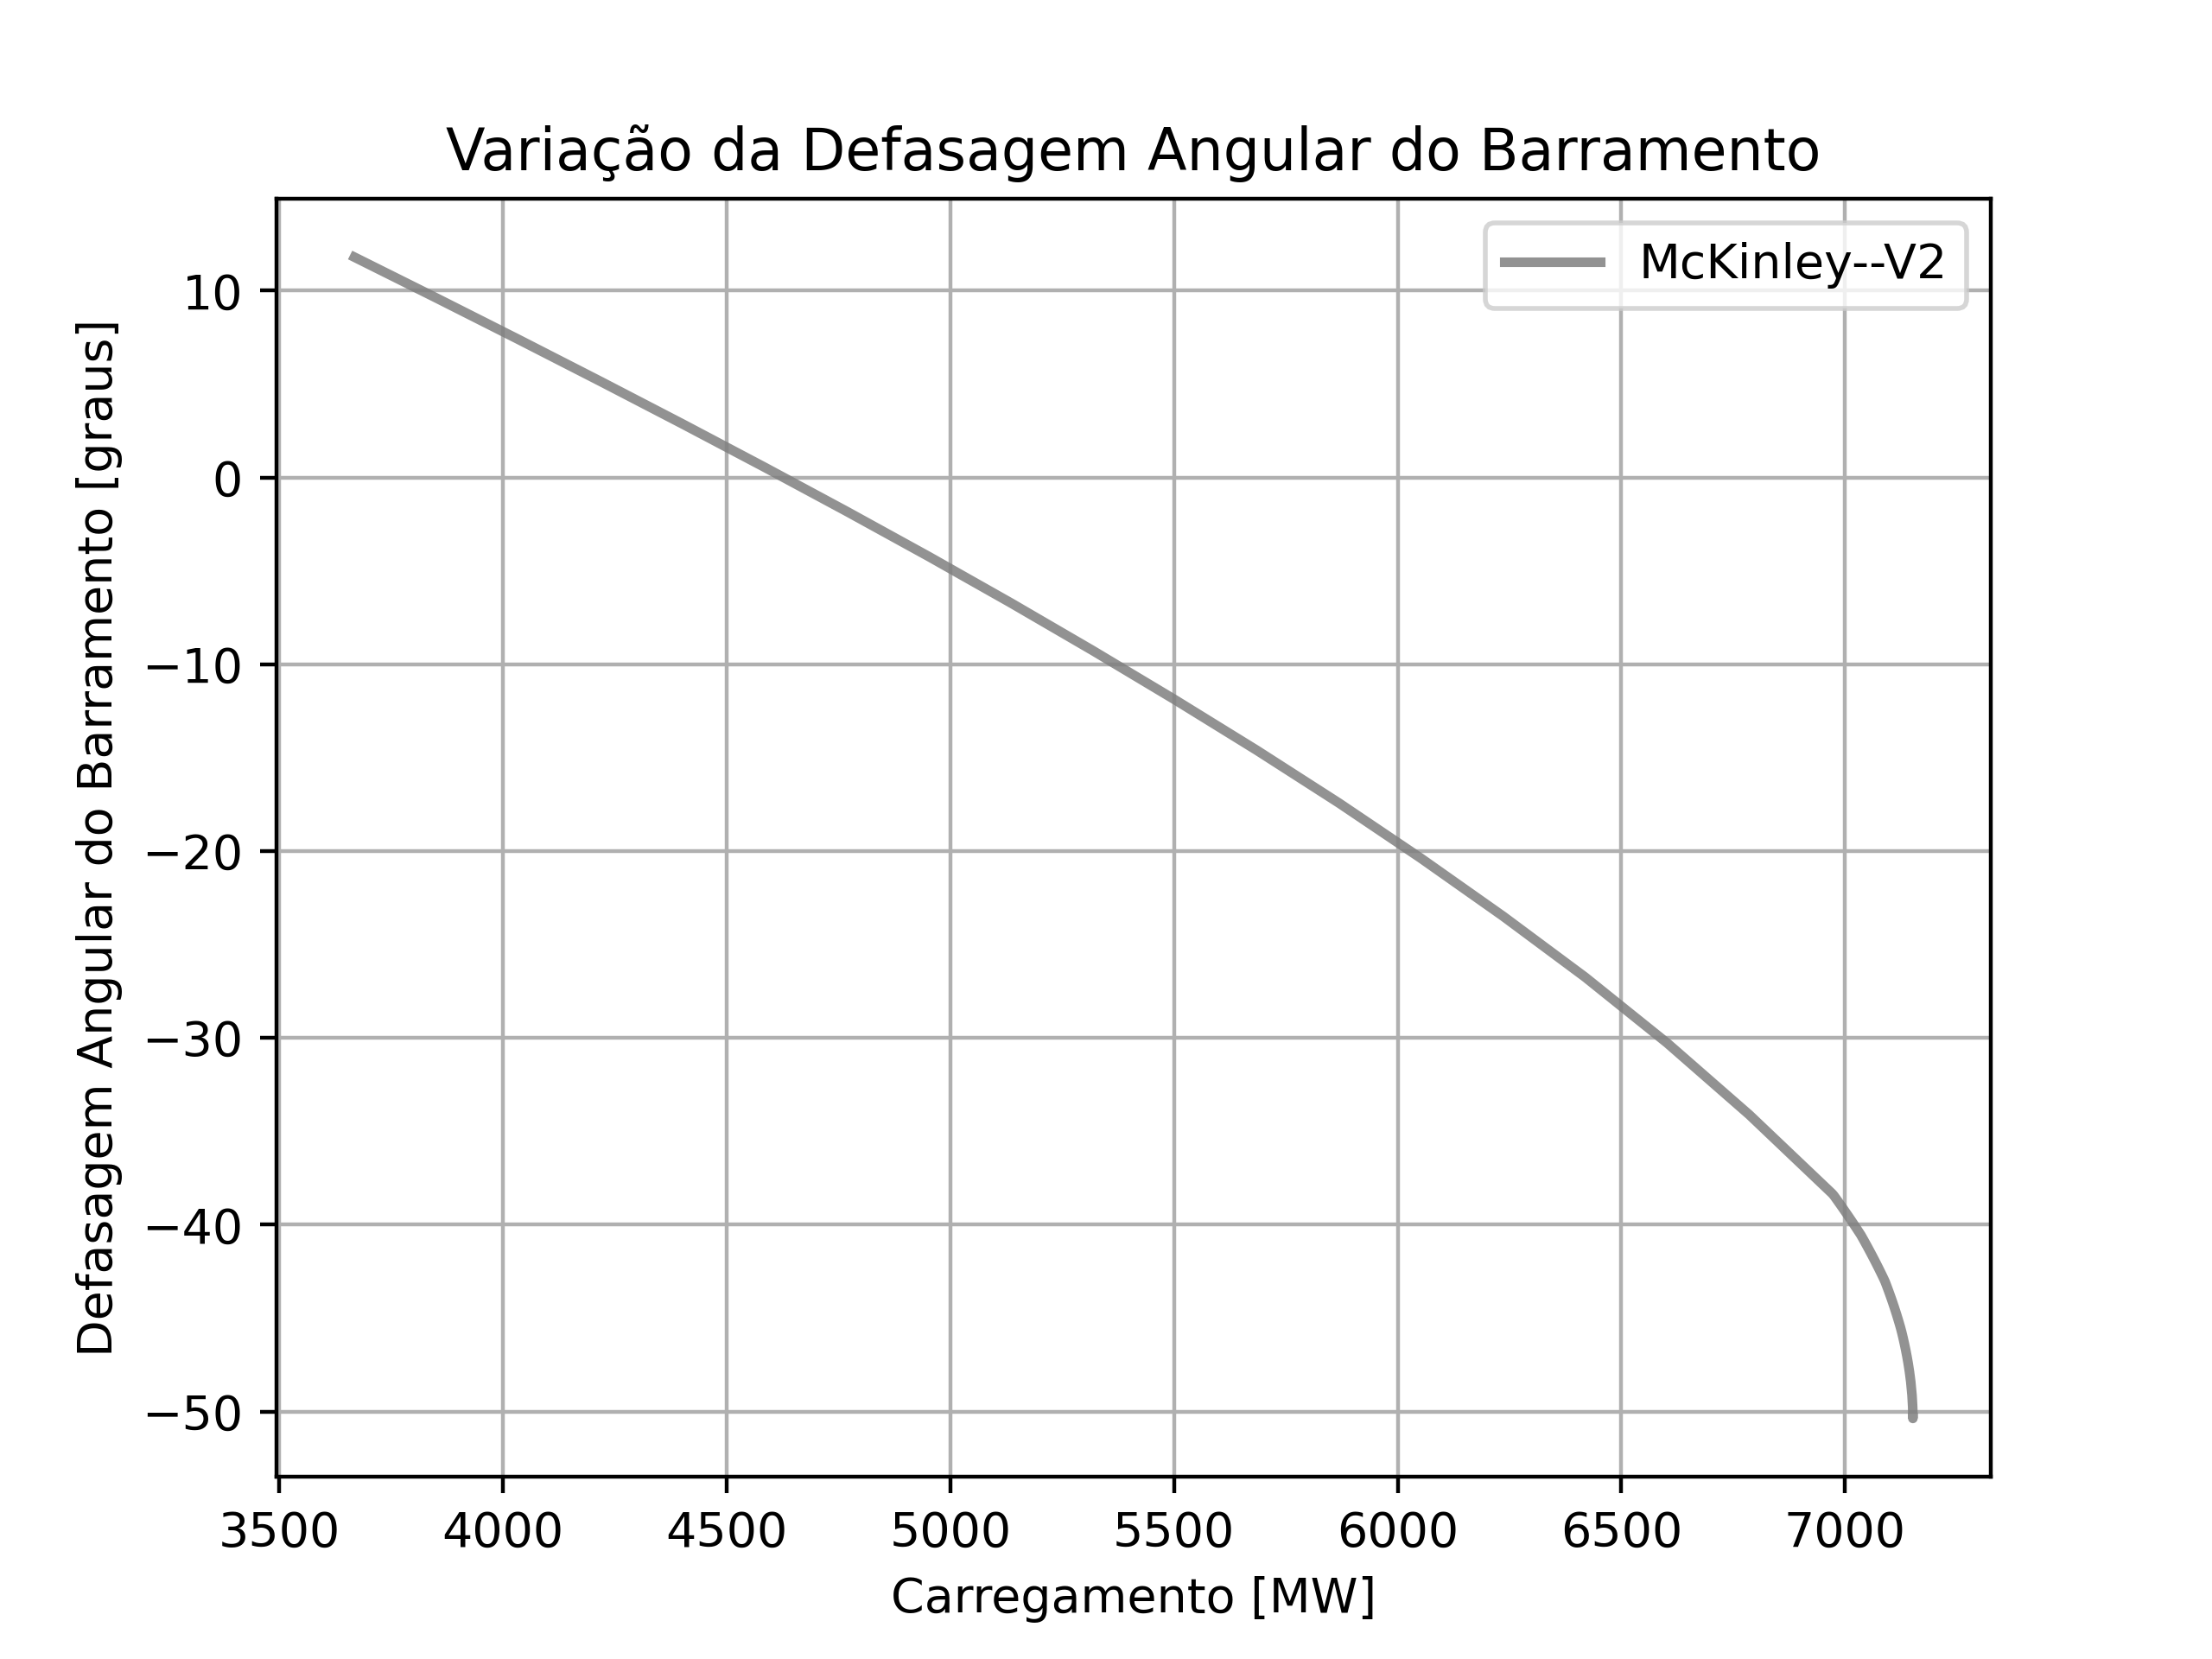 Variação da Defasagem Angular do Barramento
McKinley--V2
Defasagem Angular do Barramento [graus]
10
0
−10
−20
−30
−40
−50
3500 4000 4500 5000 5500 6000 6500 7000
Carregamento [MW]